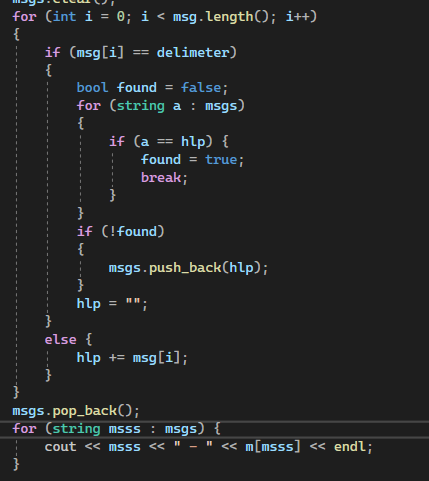 msgs.clear();
for (int i = 0; i < msg.length(); i++)
{
    if (msg[i] == delimeter)
    {
        bool found = false;
        for (string a : msgs)
        {
            if (a == hlp) {
                found = true;
                break;
            }
        }
        if (!found)
        {
            msgs.push_back(hlp);
        }
        hlp = "";
    }
    else {
        hlp += msg[i];
    }
}
msgs.pop_back();
for (string msss : msgs) {
    cout << msss << " - " << m[msss] << endl;
}